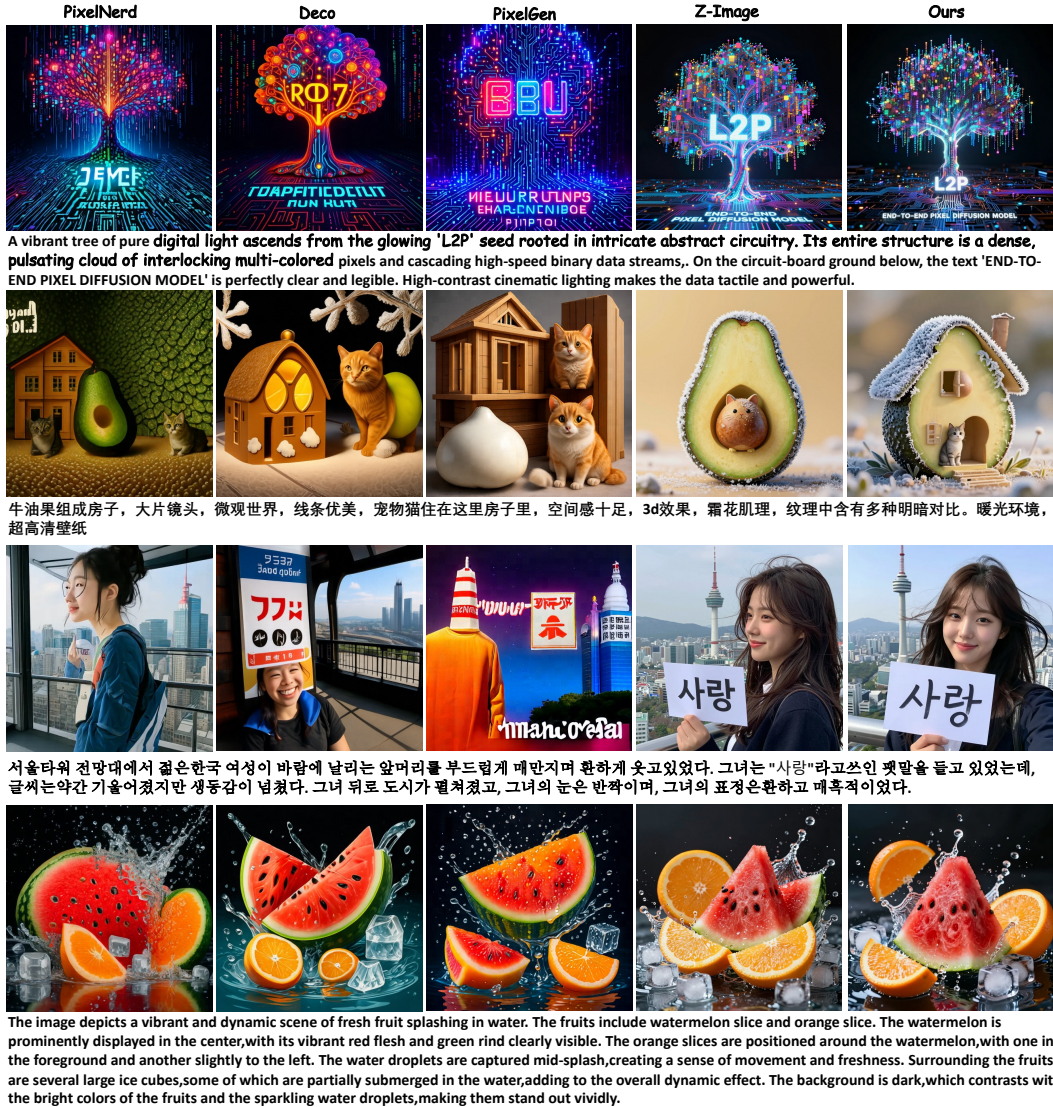 PixelNerd Deco PixelGen Z-Image Ours
JEMC!
RΦ7
BBU
L2P
END-TO-END
PIXEL DIFFUSION MODEL
L2P
END-TO-END PIXEL DIFFUSION MODEL
A vibrant tree of pure digital light ascends from the glowing 'L2P' seed rooted in intricate abstract circuitry. Its entire structure is a dense,
pulsating cloud of interlocking multi-colored pixels and cascading high-speed binary data streams,. On the circuit-board ground below, the text 'END-TO-
END PIXEL DIFFUSION MODEL' is perfectly clear and legible. High-contrast cinematic lighting makes the data tactile and powerful.
牛油果组成房子，大片镜头，微观世界，线条优美，宠物猫住在这里房子里，空间感十足，3d效果，霜花肌理，纹理中含有多种明暗对比。暖光环境，
超高清壁纸
사랑
사랑
서울타워 전망대에서 젊은한국 여성이 바람에 날리는 앞머리를 부드럽게 매만지며 환하게 웃고있었다. 그녀는 "사랑"라고쓰인 팻말을 들고 있었는데,
글씨는약간 기울어졌지만 생동감이 넘쳤다. 그녀 뒤로 도시가 펼쳐졌고, 그녀의 눈은 반짝이며, 그녀의 표정은환하고 매혹적이었다.
The image depicts a vibrant and dynamic scene of fresh fruit splashing in water. The fruits include watermelon slice and orange slice. The watermelon is
prominently displayed in the center,with its vibrant red flesh and green rind clearly visible. The orange slices are positioned around the watermelon,with one in
the foreground and another slightly to the left. The water droplets are captured mid-splash,creating a sense of movement and freshness. Surrounding the fruits
are several large ice cubes,some of which are partially submerged in the water,adding to the overall dynamic effect. The background is dark,which contrasts wit
the bright colors of the fruits and the sparkling water droplets,making them stand out vividly.